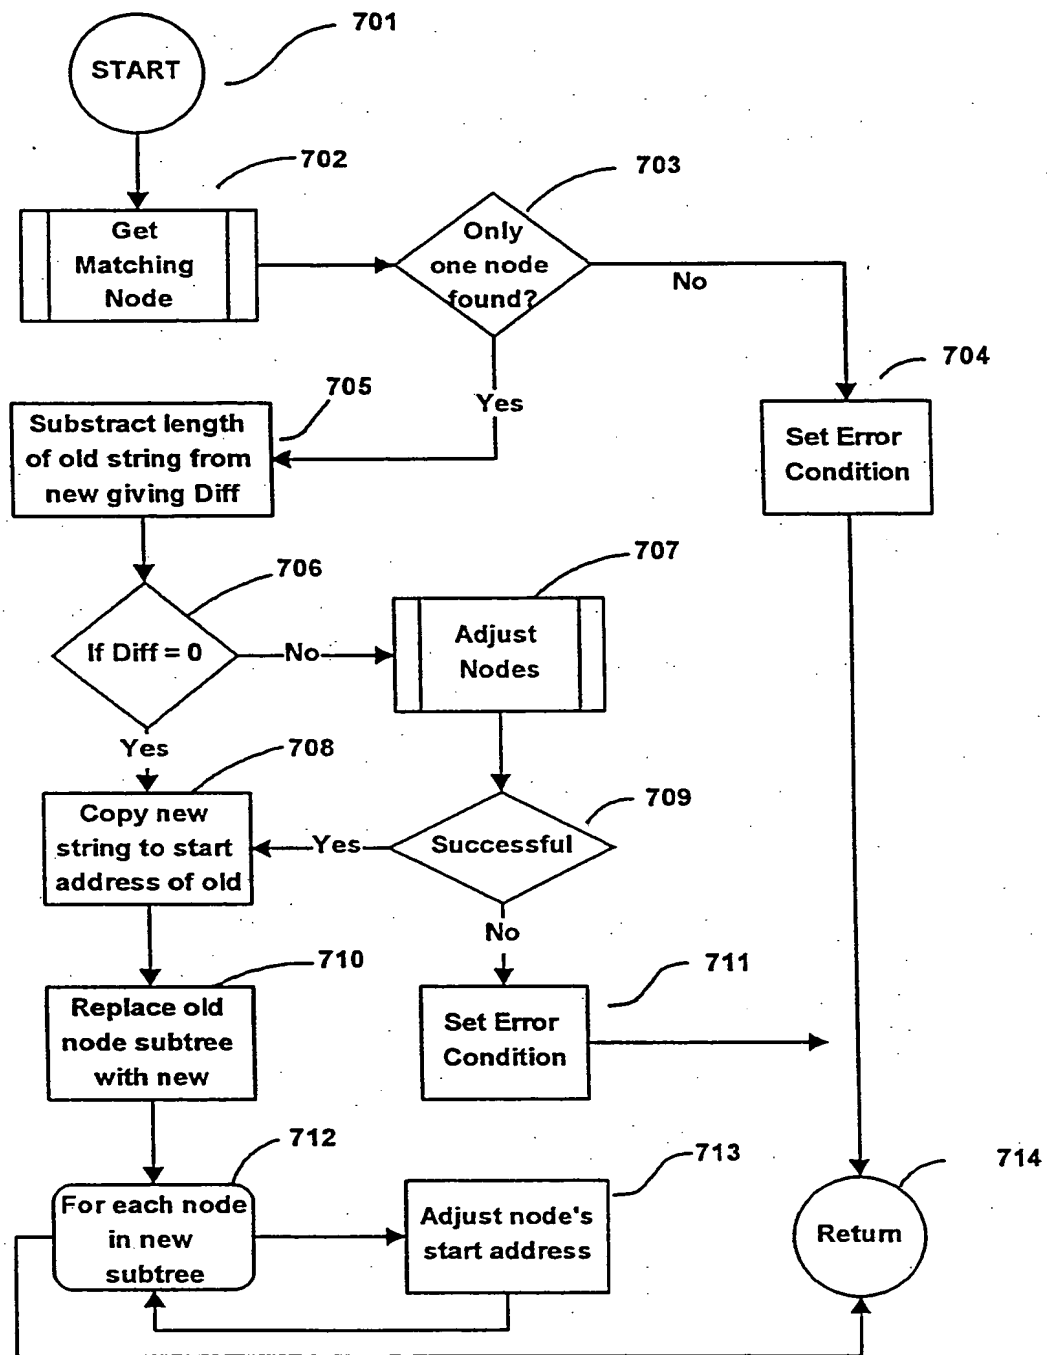 START
701
702
Get
Matching
Node
703
Only
one node
found?
No
704
Set Error
Condition
Yes
705
Substract length
of old string from
new giving Diff
706
If Diff = 0
No
707
Adjust
Nodes
Yes
708
Copy new
string to start
address of old
Yes
709
Successful
No
710
Replace old
node subtree
with new
711
Set Error
Condition
712
For each node
in new
subtree
713
Adjust node's
start address
714
Return